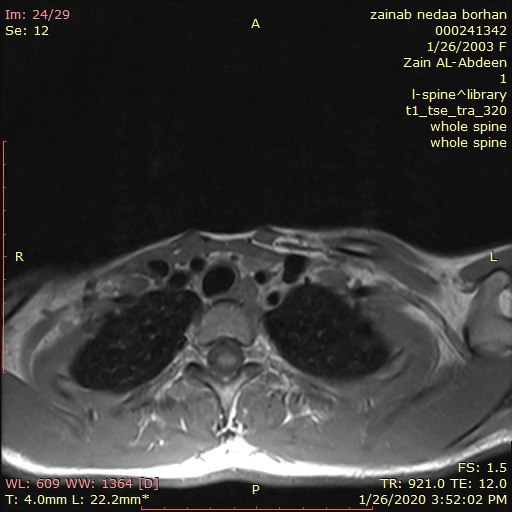 Im: 24/29
Se: 12
A
zainab nedaa borhan
000241342
1/26/2003 F
Zain AL-Abdeen
1
l-spine^library
t1_tse_tra_320
whole spine
whole spine
R
L
WL: 609 WW: 1364 [D]
T: 4.0mm L: 22.2mm*
P
FS: 1.5
TR: 921.0 TE: 12.0
1/26/2020 3:52:02 PM